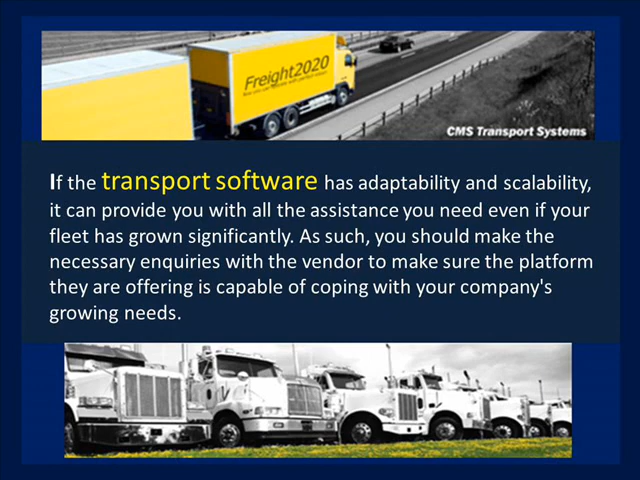 Freight2020
CMS Transport Systems
If the transport software has adaptability and scalability,
it can provide you with all the assistance you need even if your
fleet has grown significantly. As such, you should make the
necessary enquiries with the vendor to make sure the platform
they are offering is capable of coping with your company's
growing needs.